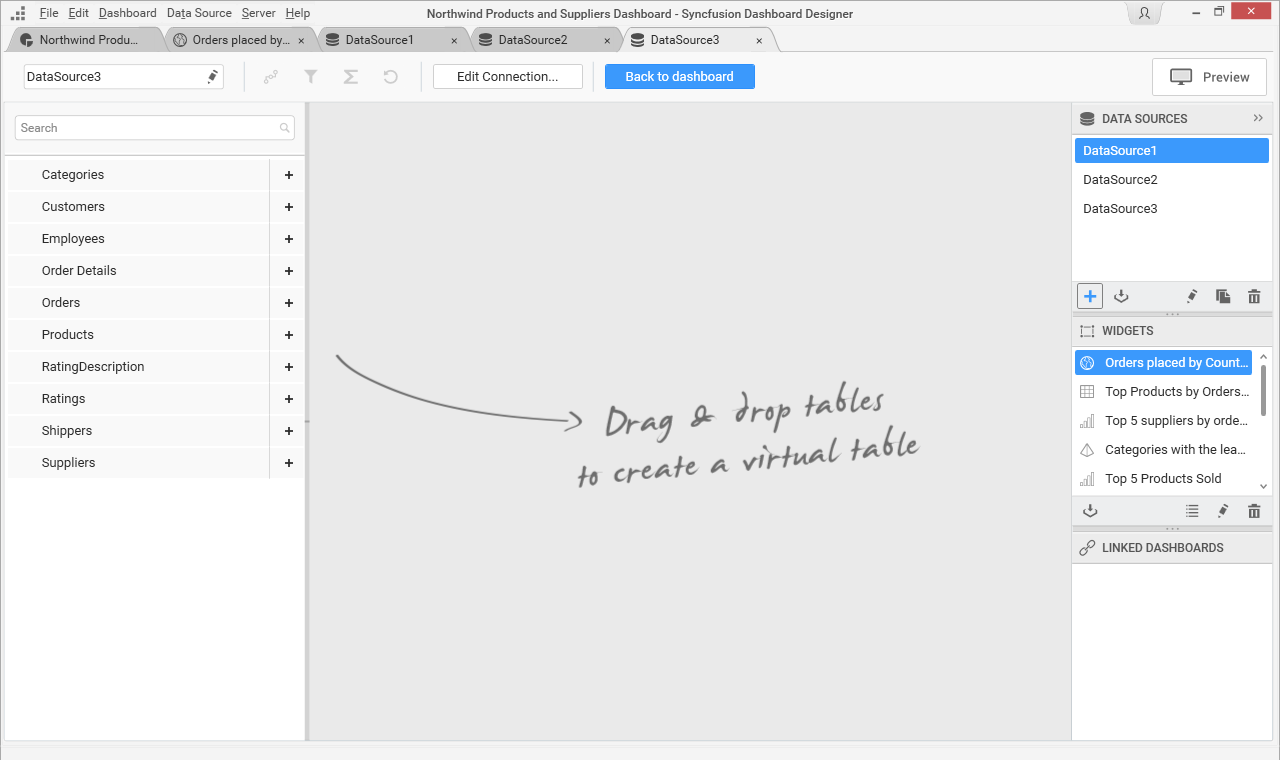 File Edit Dashboard Data Source Server Help
Northwind Products and Suppliers Dashboard - Syncfusion Dashboard Designer
Northwind Produ...
Orders placed by...
DataSource1
DataSource2
DataSource3
DataSource3
Edit Connection...
Back to dashboard
Preview
Search
Categories
Customers
Employees
Order Details
Orders
Products
RatingDescription
Ratings
Shippers
Suppliers
Drag & drop tables
to create a virtual table
DATA SOURCES
DataSource1
DataSource2
DataSource3
WIDGETS
Orders placed by Count...
Top Products by Orders...
Top 5 suppliers by orde...
Categories with the lea...
Top 5 Products Sold
LINKED DASHBOARDS